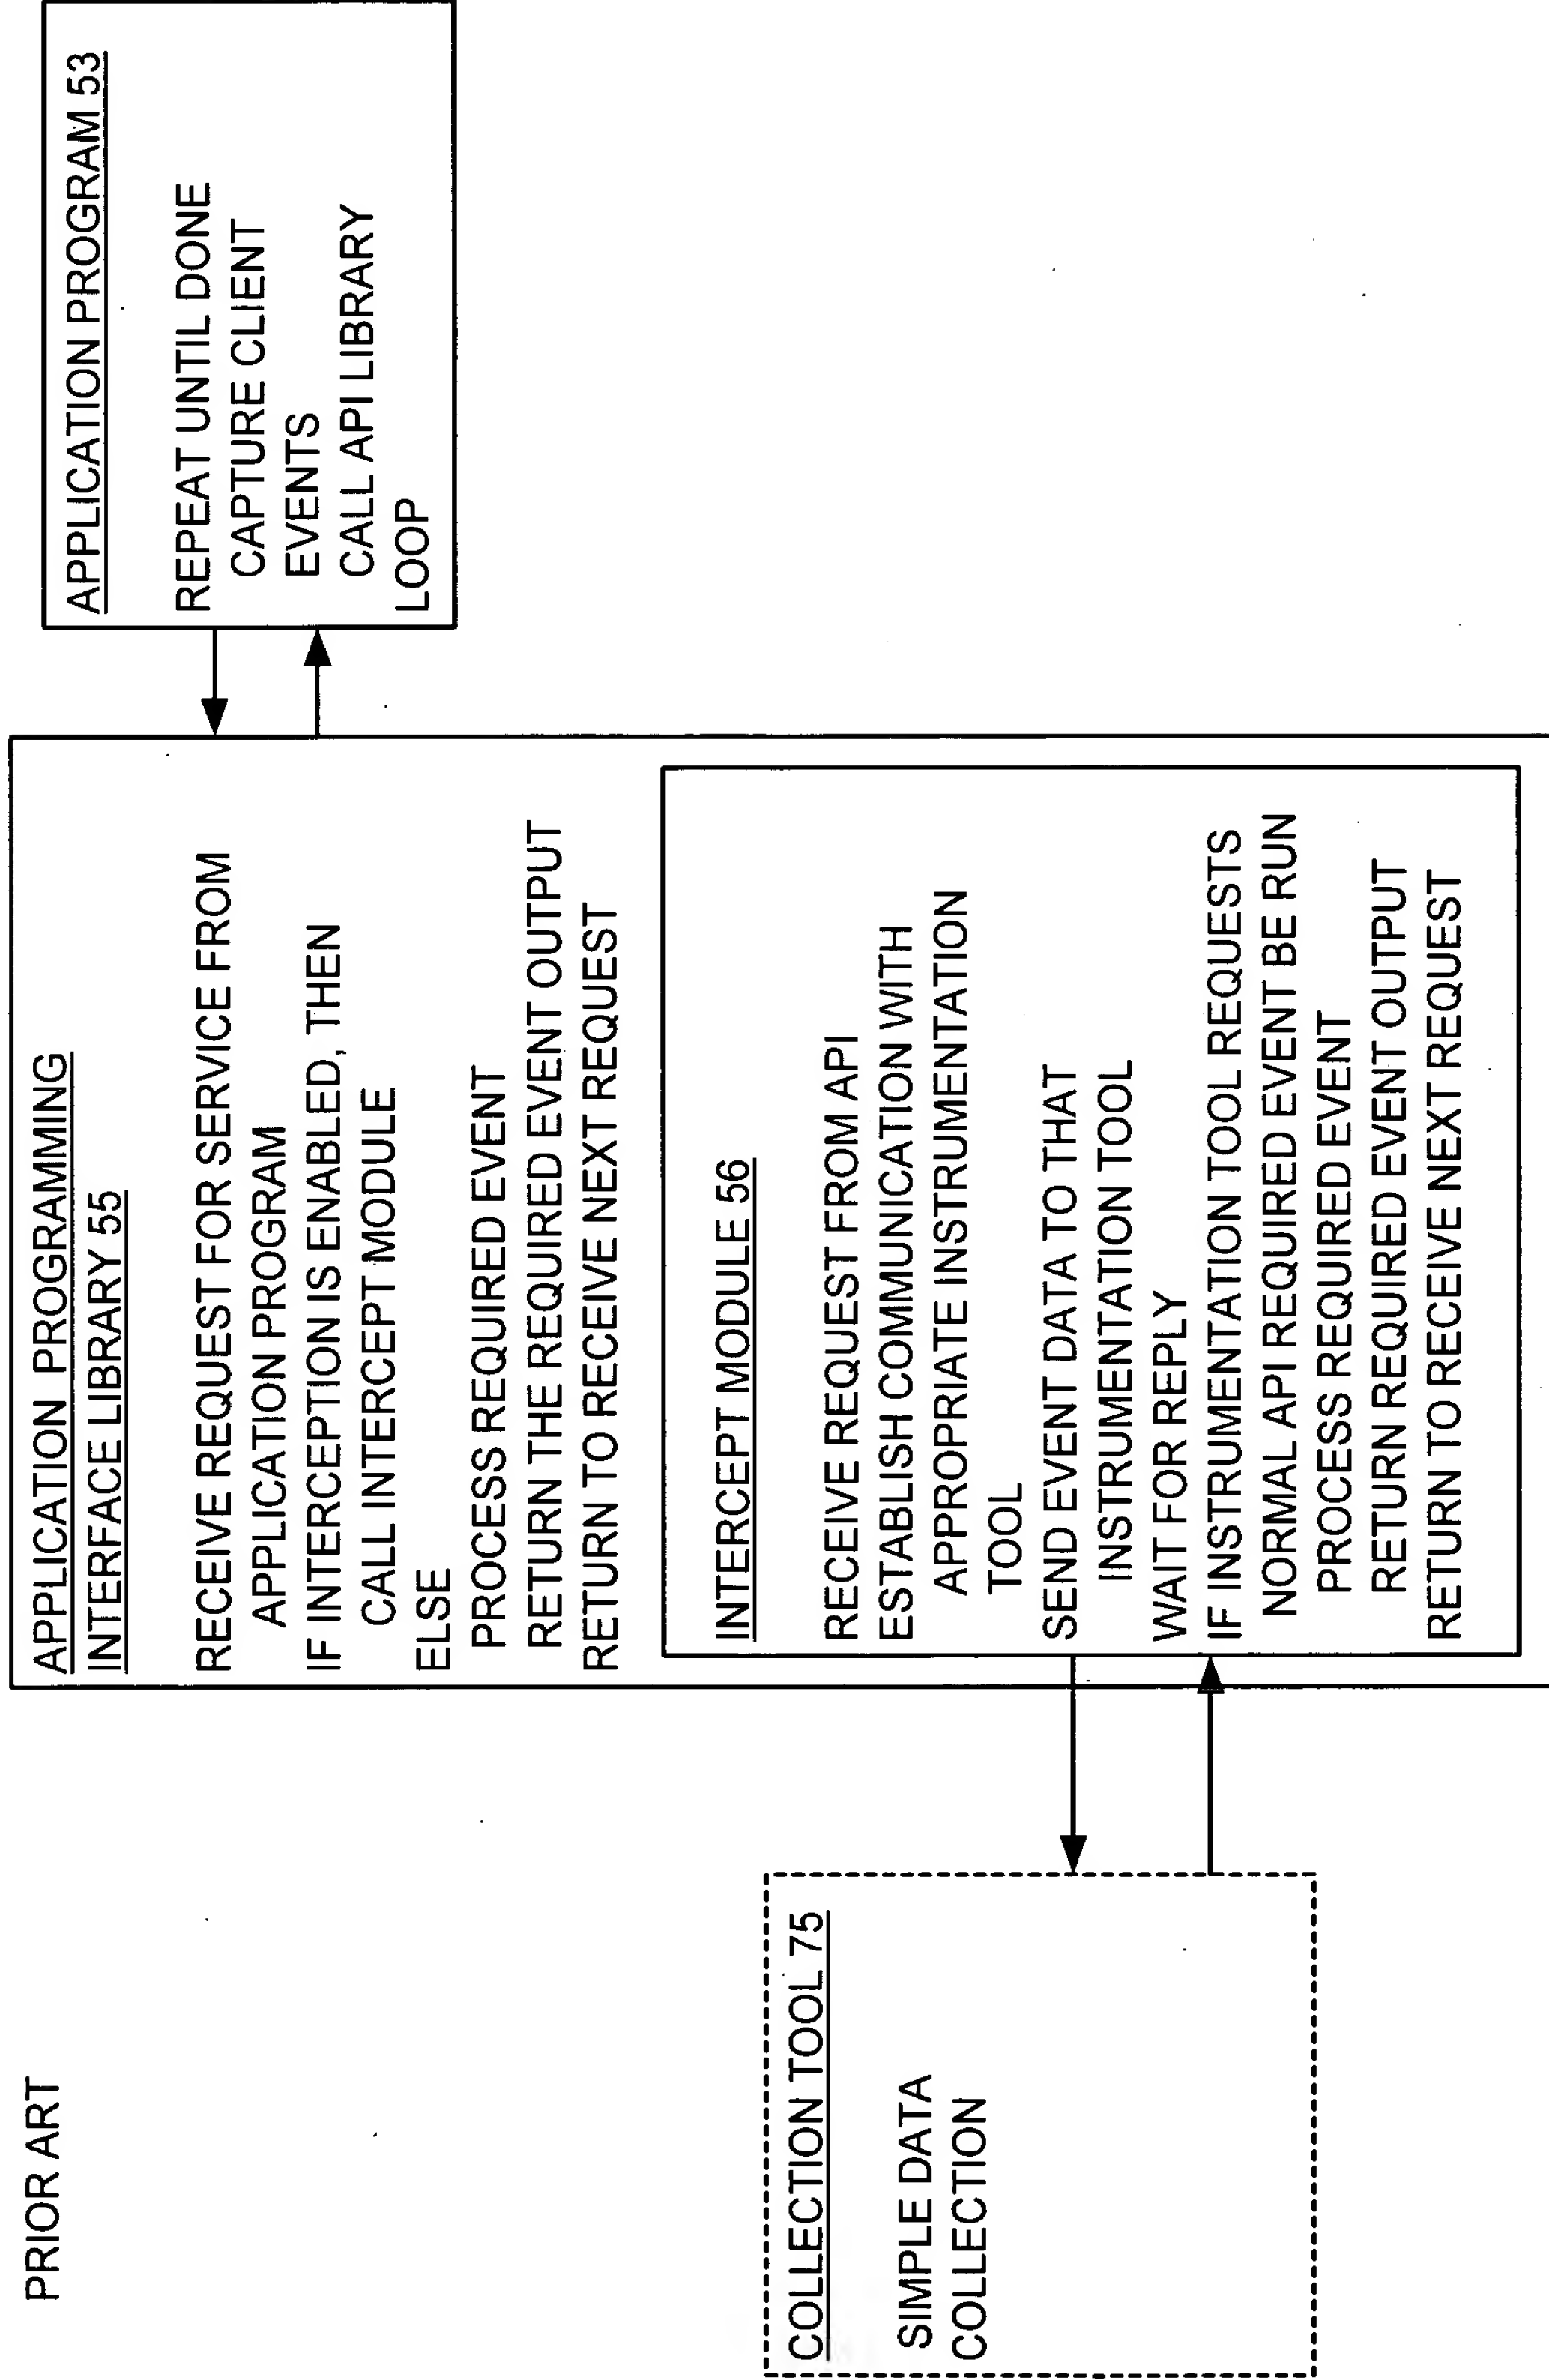 PRIOR ART
COLLECTION TOOL 75
SIMPLE DATA
COLLECTION
APPLICATION PROGRAMMING
INTERFACE LIBRARY 55
RECEIVE REQUEST FOR SERVICE FROM
APPLICATION PROGRAM
IF INTERCEPTION IS ENABLED, THEN
CALL INTERCEPT MODULE
ELSE
PROCESS REQUIRED EVENT
RETURN THE REQUIRED EVENT OUTPUT
RETURN TO RECEIVE NEXT REQUEST
INTERCEPT MODULE 56
RECEIVE REQUEST FROM API
ESTABLISH COMMUNICATION WITH
APPROPRIATE INSTRUMENTATION
TOOL
SEND EVENT DATA TO THAT
INSTRUMENTATION TOOL
WAIT FOR REPLY
IF INSTRUMENTATION TOOL REQUESTS
NORMAL API REQUIRED EVENT BE RUN
PROCESS REQUIRED EVENT
RETURN REQUIRED EVENT OUTPUT
RETURN TO RECEIVE NEXT REQUEST
APPLICATION PROGRAM 53
REPEAT UNTIL DONE
CAPTURE CLIENT
EVENTS
CALL API LIBRARY
LOOP